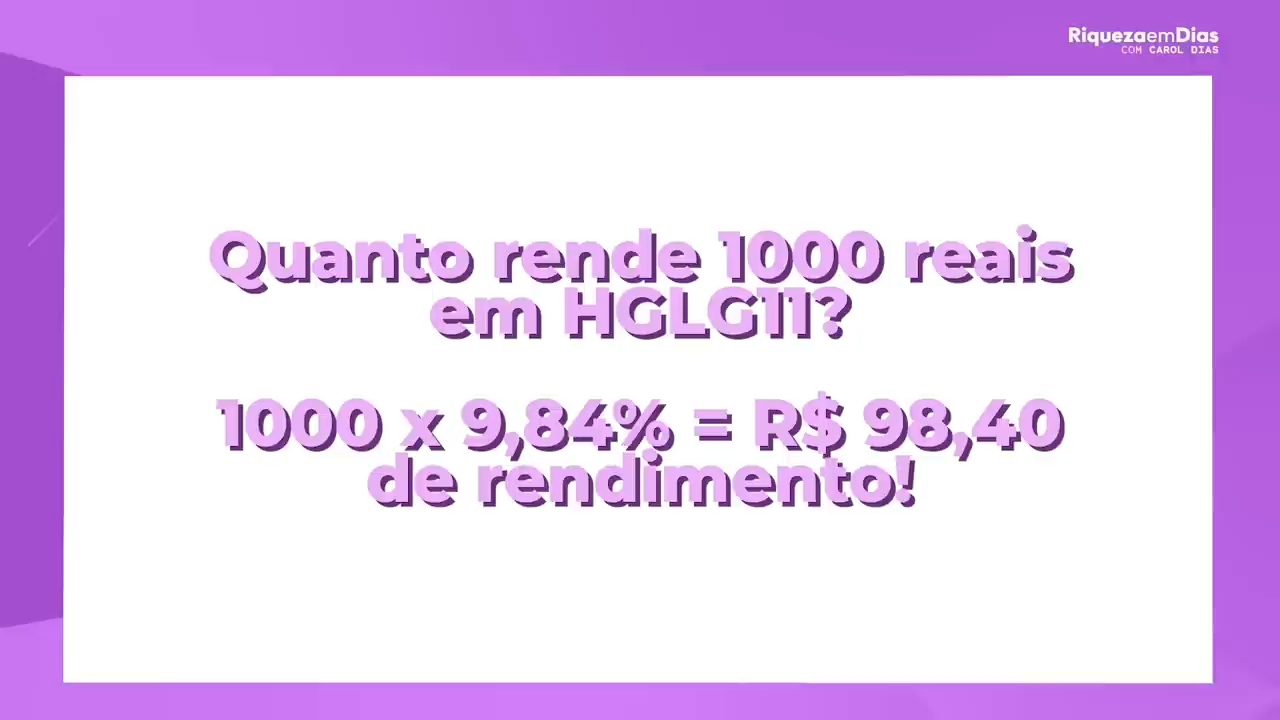 RiquezaemDias
COM CAROL DIAS
Quanto rende 1000 reais
em HGLG11?
1000 x 9,84% = R$ 98,40
de rendimento!